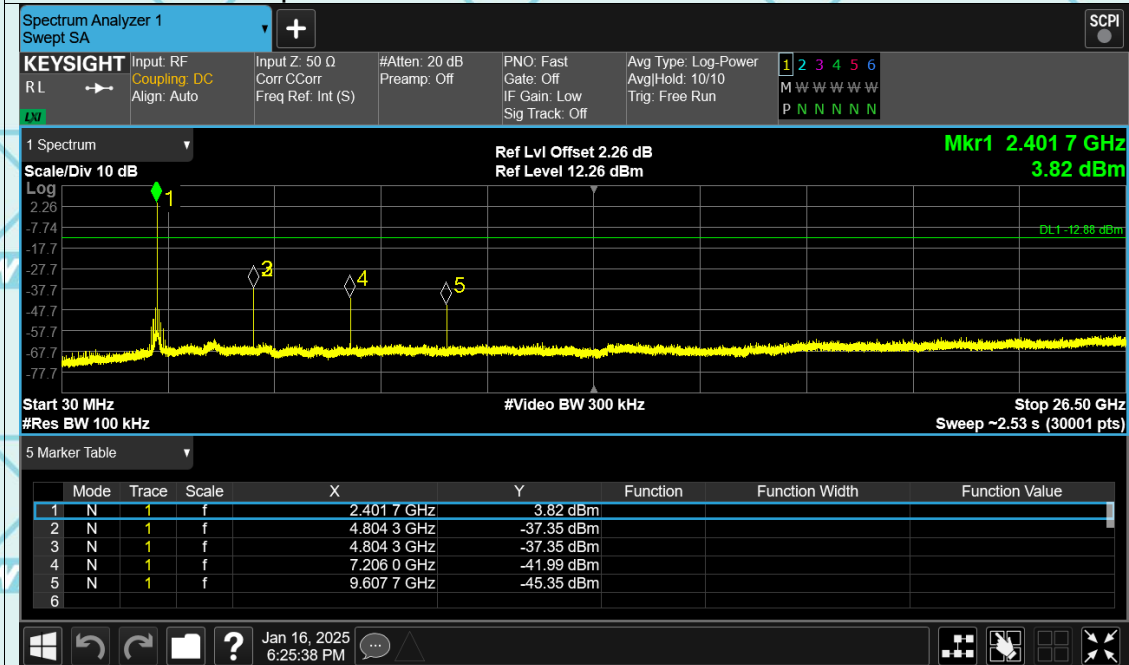 Spectrum Analyzer 1
Swept SA
+
SCPI
KEYSIGHT
RL
LXI
Input: RF
Coupling: DC
Align: Auto
Input Z: 50 Ω
Corr CCorr
Freq Ref: Int (S)
#Atten: 20 dB
Preamp: Off
PNO: Fast
Gate: Off
IF Gain: Low
Sig Track: Off
Avg Type: Log-Power
Avg|Hold: 10/10
Trig: Free Run
1 2 3 4 5 6
M W W W W W
P N N N N N
1 Spectrum
Scale/Div 10 dB
Ref Lvl Offset 2.26 dB
Ref Level 12.26 dBm
Mkr1 2.401 7 GHz
3.82 dBm
Log
2.26
-7.74
-17.7
-27.7
-37.7
-47.7
-57.7
-67.7
-77.7
1
4
5
DL1 -12.88 dBm
Start 30 MHz
#Video BW 300 kHz
Stop 26.50 GHz
#Res BW 100 kHz
Sweep ~2.53 s (30001 pts)
5 Marker Table
Mode Trace Scale X Y Function Function Width Function Value
1 N 1 f 2.401 7 GHz 3.82 dBm
2 N 1 f 4.804 3 GHz -37.35 dBm
3 N 1 f 4.804 3 GHz -37.35 dBm
4 N 1 f 7.206 0 GHz -41.99 dBm
5 N 1 f 9.607 7 GHz -45.35 dBm
6
?
Jan 16, 2025
6:25:38 PM